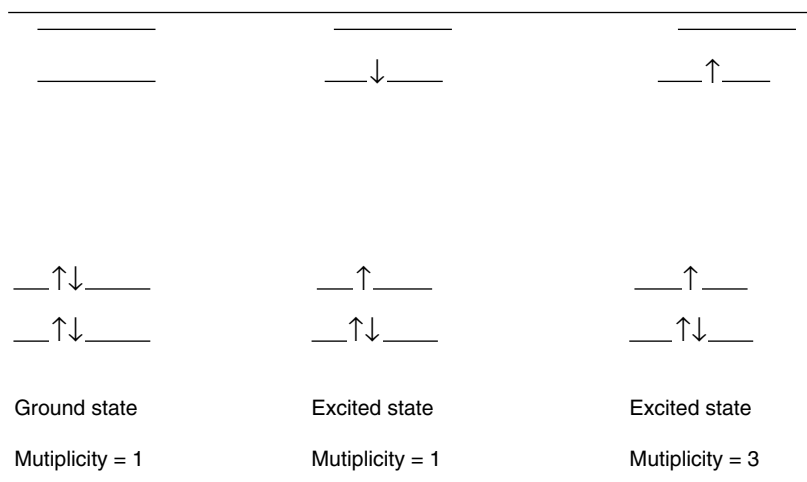 ↓ ↑
↑↓ ↑ ↑
↑↓ ↑↓ ↑↓
Ground state Excited state Excited state
Mutiplicity = 1 Mutiplicity = 1 Mutiplicity = 3